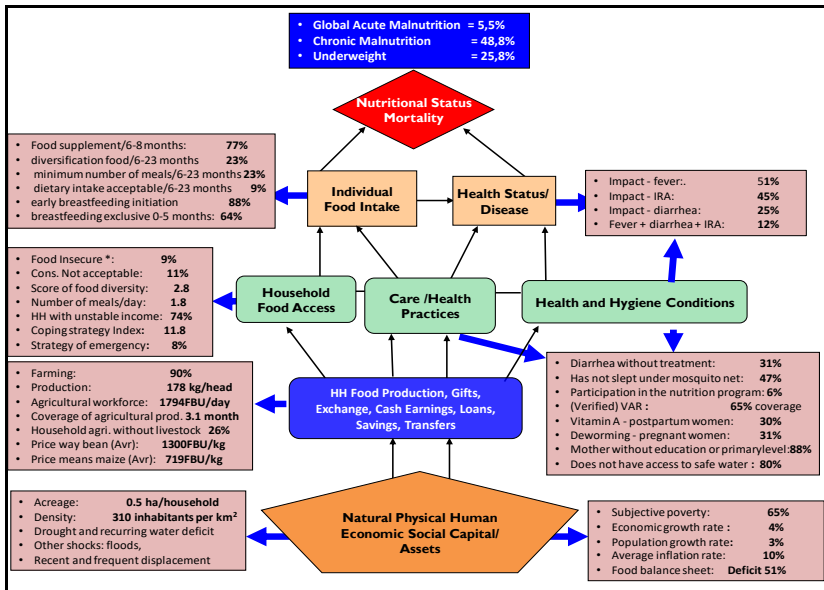 • Global Acute Malnutrition = 5,5%
• Chronic Malnutrition = 48,8%
• Underweight = 25,8%
Nutritional Status
Mortality
• Food supplement/6-8 months: 77%
• diversification food/6-23 months 23%
• minimum number of meals/6-23 months 23%
• dietary intake acceptable/6-23 months 9%
• early breastfeeding initiation 88%
• breastfeeding exclusive 0-5 months: 64%
Individual
Food Intake
Health Status/
Disease
• Impact - fever:. 51%
• Impact - IRA: 45%
• Impact - diarrhea: 25%
• Fever + diarrhea + IRA: 12%
• Food Insecure *: 9%
• Cons. Not acceptable: 11%
• Score of food diversity: 2.8
• Number of meals/day: 1.8
• HH with unstable income: 74%
• Coping strategy Index: 11.8
• Strategy of emergency: 8%
Household
Food Access
Care /Health
Practices
Health and Hygiene Conditions
• Farming: 90%
• Production: 178 kg/head
• Agricultural workforce: 1794FBU/day
• Coverage of agricultural prod. 3.1 month
• Household agri. without livestock 26%
• Price way bean (Avr) : 1300FBU/kg
• Price means maize (Avr): 719FBU/kg
HH Food Production, Gifts,
Exchange, Cash Earnings, Loans,
Savings, Transfers
• Diarrhea without treatment: 31%
• Has not slept under mosquito net: 47%
• Participation in the nutrition program: 6%
• (Verified) VAR : 65% coverage
• Vitamin A - postpartum women: 30%
• Deworming - pregnant women: 31%
• Mother without education or primarylevel:88%
• Does not have access to safe water : 80%
• Acreage: 0.5 ha/household
• Density: 310 inhabitants per km²
• Drought and recurring water deficit
• Other shocks: floods,
• Recent and frequent displacement
Natural Physical Human
Economic Social Capital/
Assets
• Subjective poverty: 65%
• Economic growth rate : 4%
• Population growth rate: 3%
• Average inflation rate: 10%
• Food balance sheet: Deficit 51%